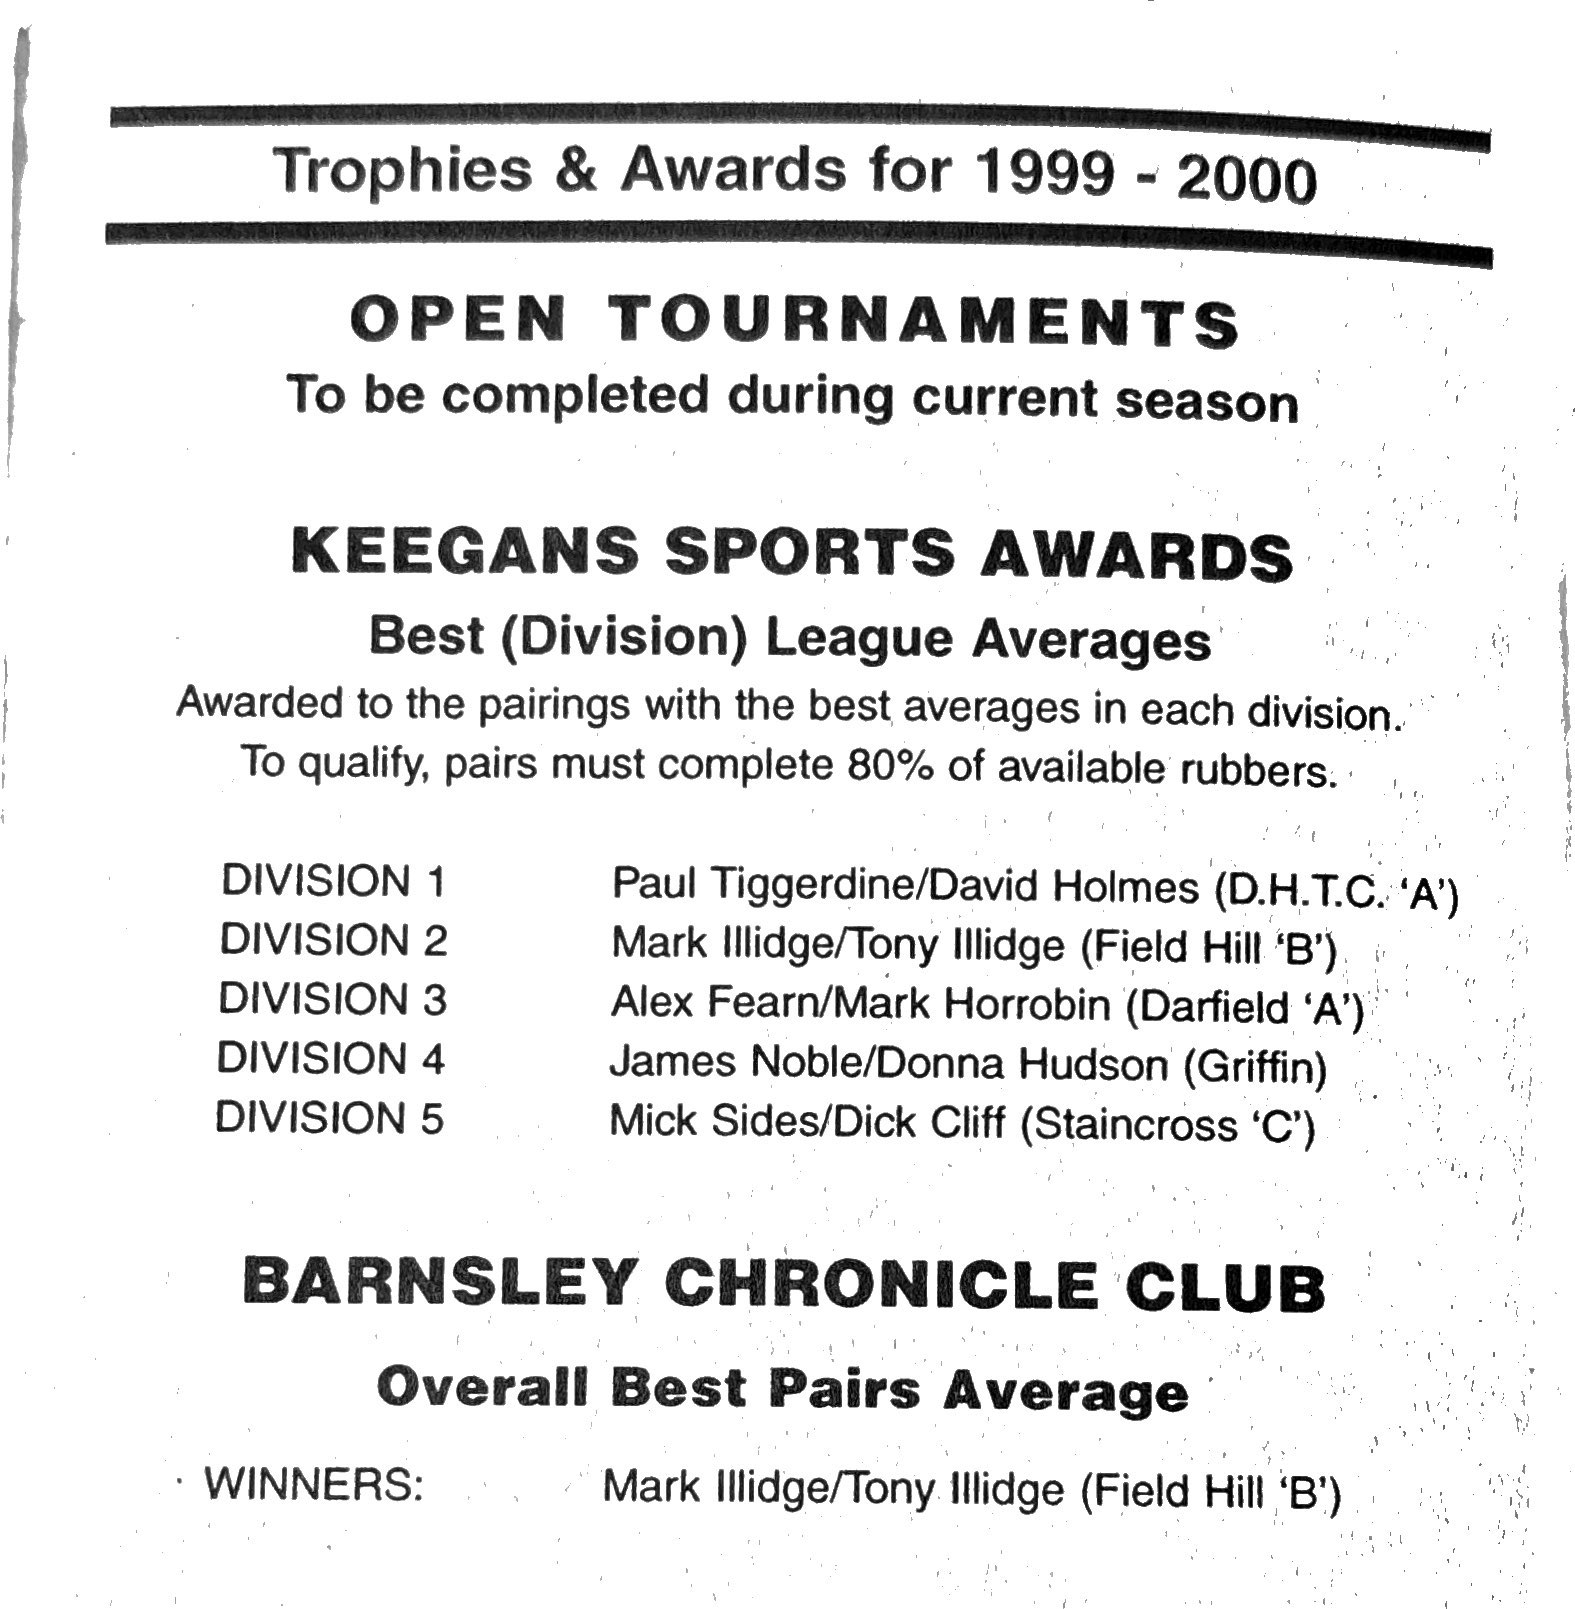 Trophies & Awards for 1999 - 2000
OPEN TOURNAMENTS
To be completed during current season
KEEGANS SPORTS AWARDS
Best (Division) League Averages
Awarded to the pairings with the best averages in each division.
To qualify, pairs must complete 80% of available rubbers.
DIVISION 1 Paul Tiggerdine/David Holmes (D.H.T.C. ‘A’)
DIVISION 2 Mark Illidge/Tony Illidge (Field Hill ‘B’)
DIVISION 3 Alex Fearn/Mark Horrobin (Darfield ‘A’)
DIVISION 4 James Noble/Donna Hudson (Griffin)
DIVISION 5 Mick Sides/Dick Cliff (Staincross ‘C’)
BARNSLEY CHRONICLE CLUB
Overall Best Pairs Average
WINNERS: Mark Illidge/Tony Illidge (Field Hill ‘B’)